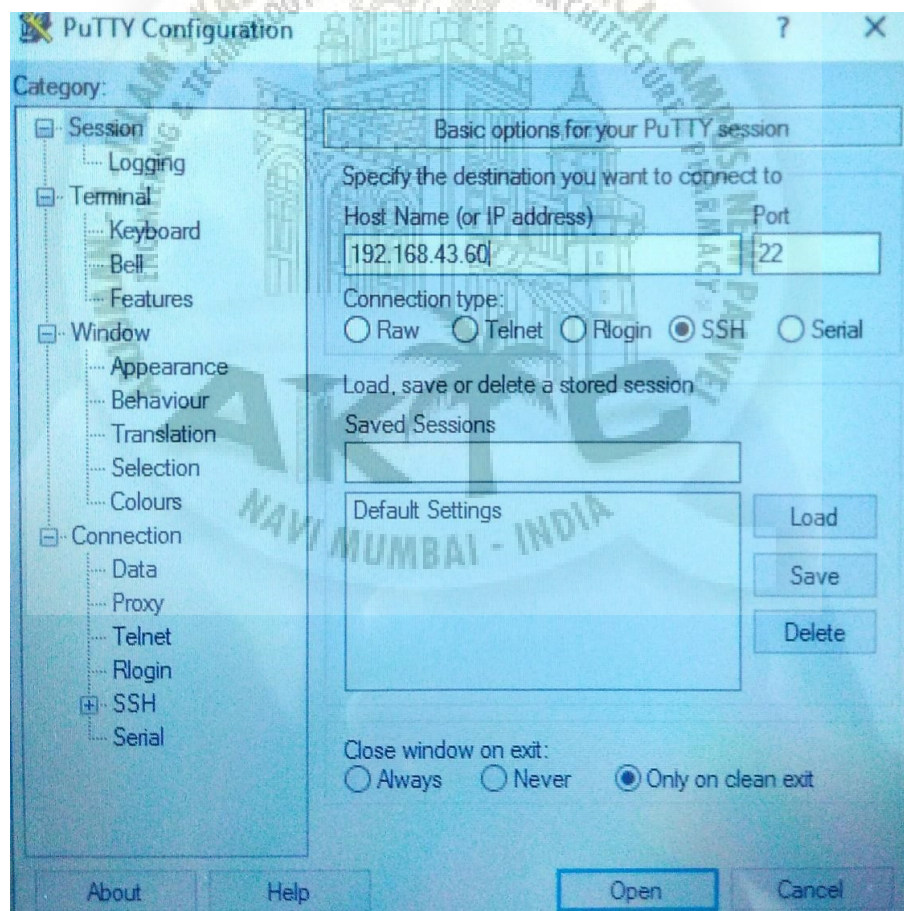 PuTTY Configuration
?
Category:
Session
Logging
Terminal
Keyboard
Bell
Features
Window
Appearance
Behaviour
Translation
Selection
Colours
Connection
Data
Proxy
Telnet
Rlogin
SSH
Serial
Basic options for your PuTTY session
Specify the destination you want to connect to
Host Name (or IP address) Port
192.168.43.60 22
Connection type:
Raw Telnet Rlogin SSH Serial
Load, save or delete a stored session
Saved Sessions
Default Settings
Load
Save
Delete
Close window on exit:
Always Never Only on clean exit
About Help Open Cancel
AKTC
NAVI MUMBAI - INDIA